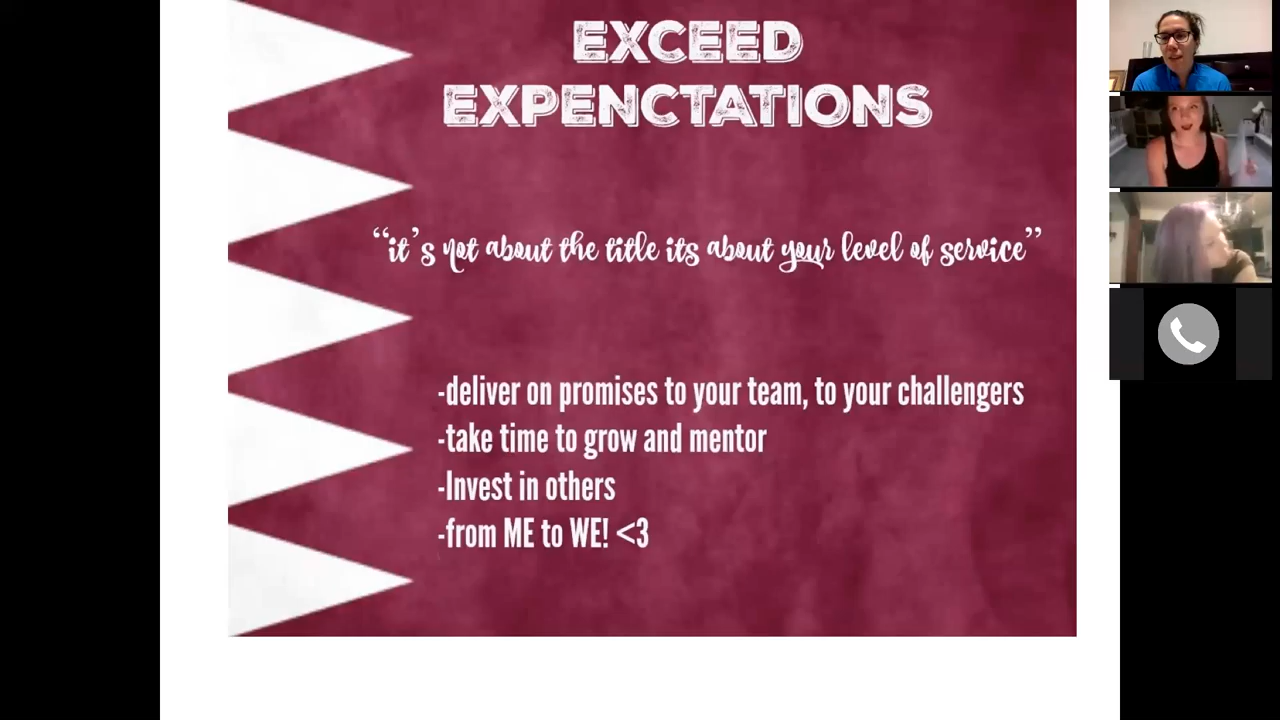 EXCEED
EXPENCTATIONS
“it’s not about the title its about your level of service”
-deliver on promises to your team, to your challengers
-take time to grow and mentor
-Invest in others
-from ME to WE! <3